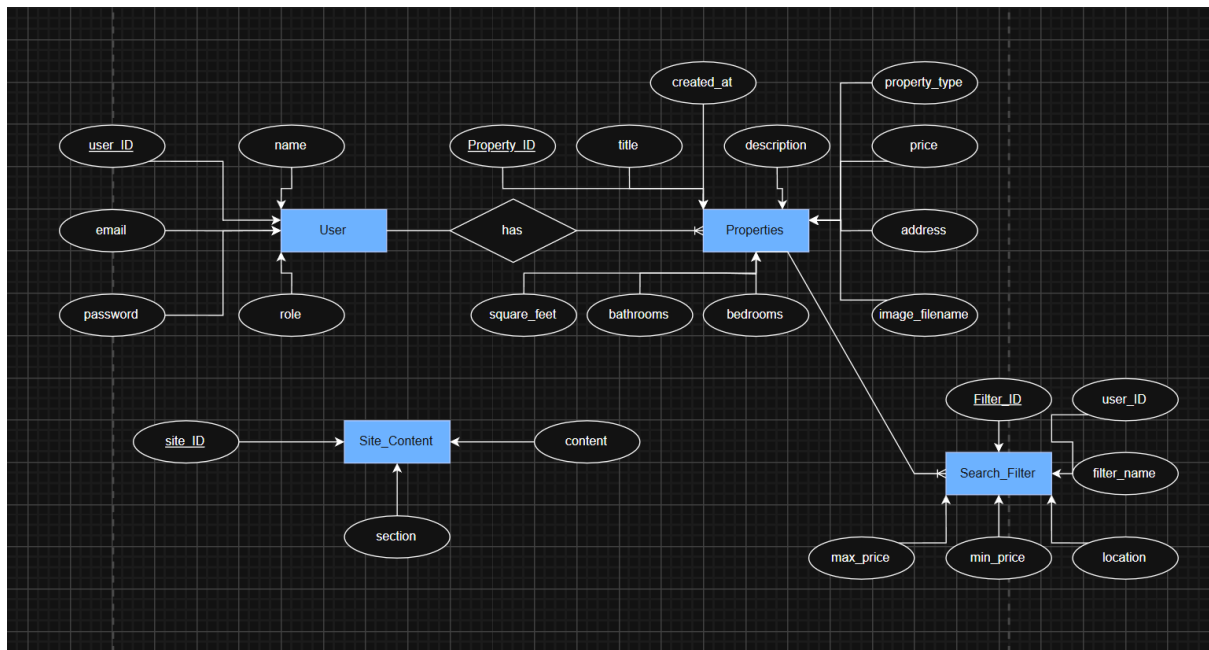 created_at
property_type
user_ID
name
Property_ID
title
description
price
email
User
has
Properties
address
password
role
square_feet
bathrooms
bedrooms
image_filename
Filter_ID
user_ID
site_ID
Site_Content
content
Search_Filter
filter_name
section
max_price
min_price
location